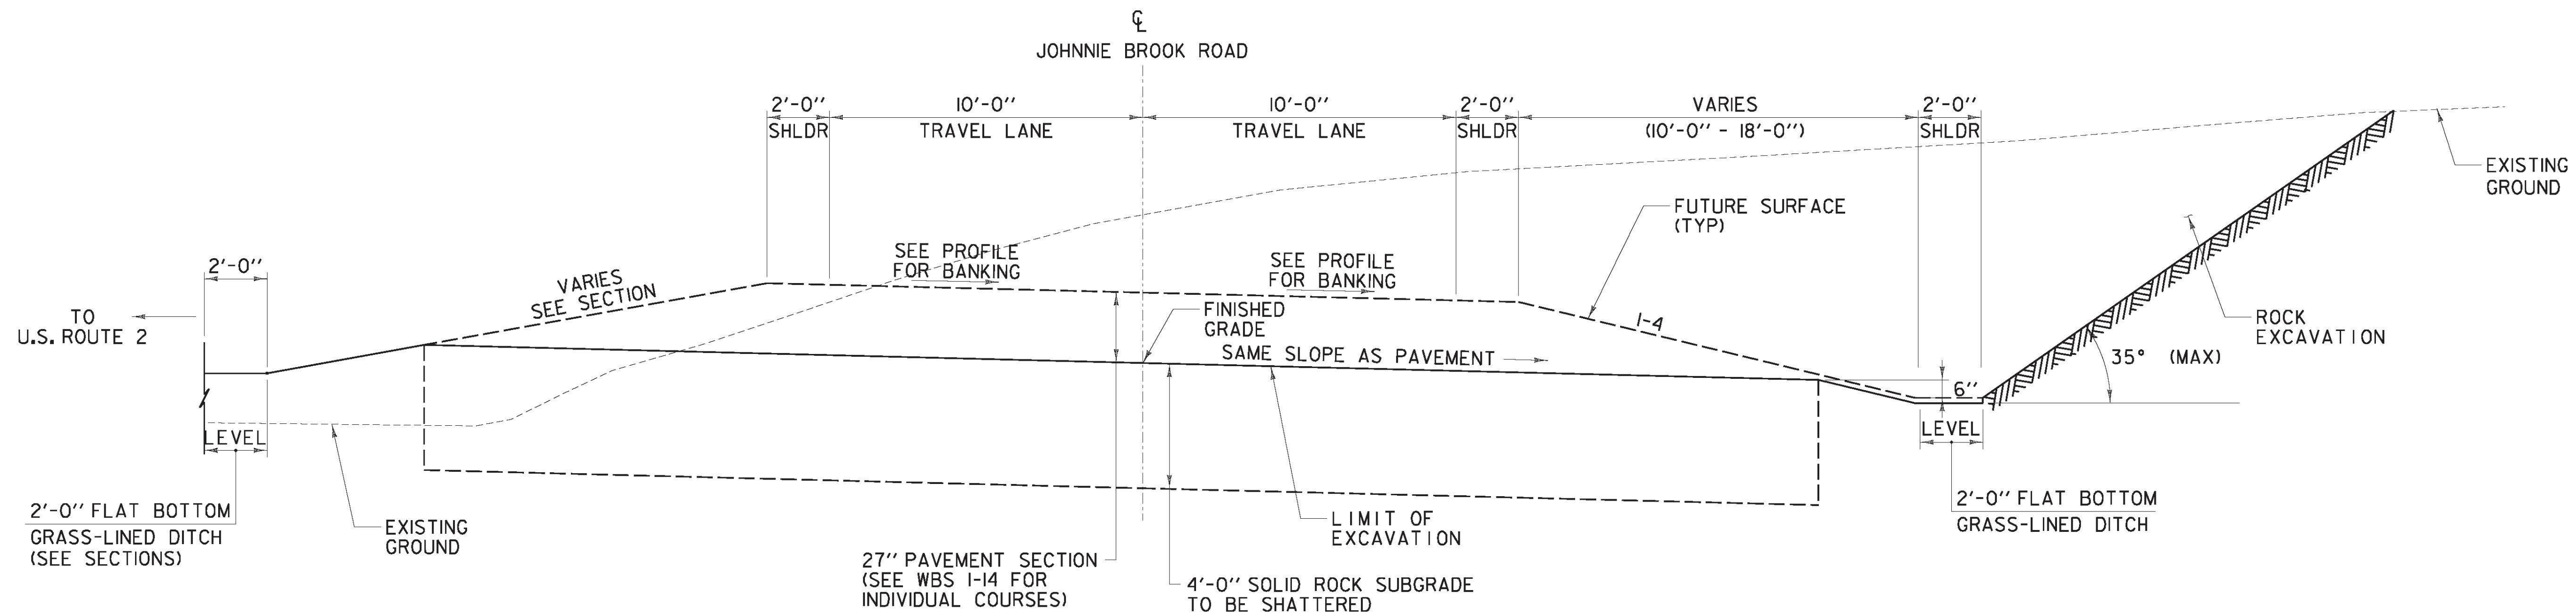 ℄
JOHNNIE BROOK ROAD
2'-0" 10'-0" 10'-0" 2'-0" VARIES 2'-0"
SHLDR TRAVEL LANE TRAVEL LANE SHLDR (10'-0" - 18'-0") SHLDR
EXISTING
GROUND
FUTURE SURFACE
(TYP)
SEE PROFILE
FOR BANKING
SEE PROFILE
FOR BANKING
2'-0"
VARIES
SEE SECTION
TO
U.S. ROUTE 2
FINISHED
GRADE
1-4
ROCK
EXCAVATION
SAME SLOPE AS PAVEMENT
35° (MAX)
6"
LEVEL
LEVEL
2'-0" FLAT BOTTOM
GRASS-LINED DITCH
(SEE SECTIONS)
EXISTING
GROUND
LIMIT OF
EXCAVATION
2'-0" FLAT BOTTOM
GRASS-LINED DITCH
27" PAVEMENT SECTION
(SEE WBS 1-14 FOR
INDIVIDUAL COURSES)
4'-0" SOLID ROCK SUBGRADE
TO BE SHATTERED